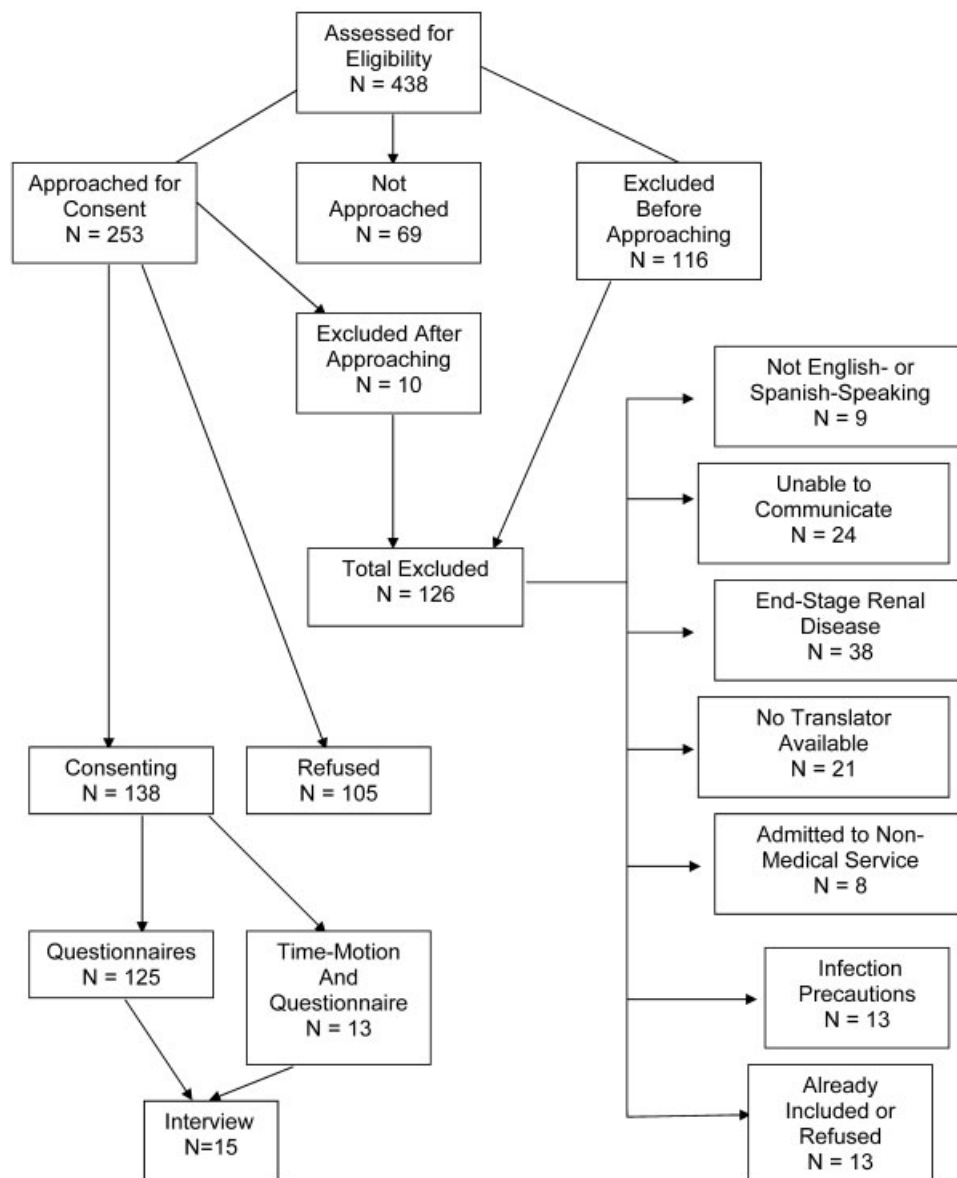 Assessed for
Eligibility
N = 438
Approached for
Consent
N = 253
Not
Approached
N = 69
Excluded
Before
Approaching
N = 116
Excluded After
Approaching
N = 10
Not English- or
Spanish-Speaking
N = 9
Unable to
Communicate
N = 24
Total Excluded
N = 126
End-Stage Renal
Disease
N = 38
No Translator
Available
N = 21
Consenting
N = 138
Refused
N = 105
Admitted to Non-
Medical Service
N = 8
Questionnaires
N = 125
Time-Motion
And
Questionnaire
N = 13
Infection
Precautions
N = 13
Already
Included or
Refused
N = 13
Interview
N=15